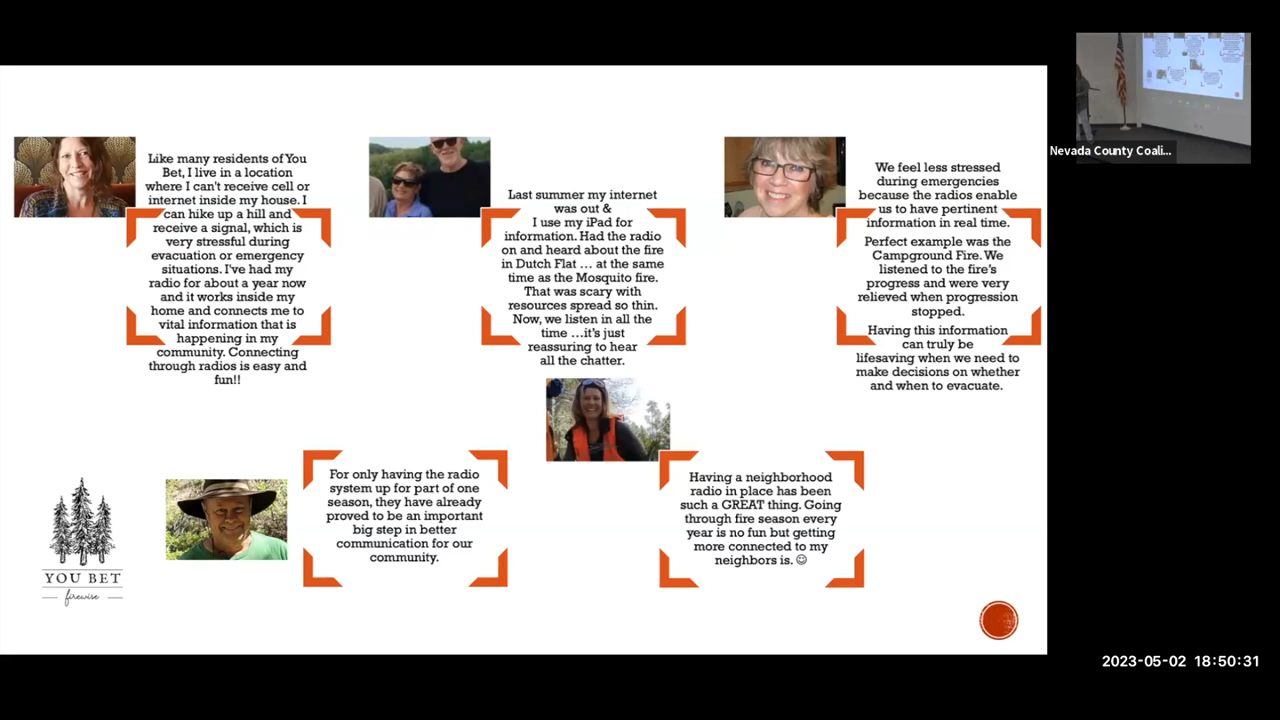 Like many residents of You
Bet, I live in a location
where I can't receive cell or
internet inside my house. I
can hike up a hill and
receive a signal, which is
very stressful during
evacuation or emergency
situations. I've had my
radio for about a year now
and it works inside my
home and connects me to
vital information that is
happening in my
community. Connecting
through radios is easy and
fun!!
Last summer my internet
was out &
I use my iPad for
information. Had the radio
on and heard about the fire
in Dutch Flat ... at the same
time as the Mosquito fire.
That was scary with
resources spread so thin.
Now, we listen in all the
time ...it's just
reassuring to hear
all the chatter.
We feel less stressed
during emergencies
because the radios enable
us to have pertinent
information in real time.
Perfect example was the
Campground Fire. We
listened to the fire's
progress and were very
relieved when progression
stopped.
Having this information
can truly be
lifesaving when we need to
make decisions on whether
and when to evacuate.
For only having the radio
system up for part of one
season, they have already
proved to be an important
big step in better
communication for our
community.
Having a neighborhood
radio in place has been
such a GREAT thing. Going
through fire season every
year is no fun but getting
more connected to my
neighbors is. ☺
YOU BET
firewise
Nevada County Coali...
2023-05-02 18:50:31